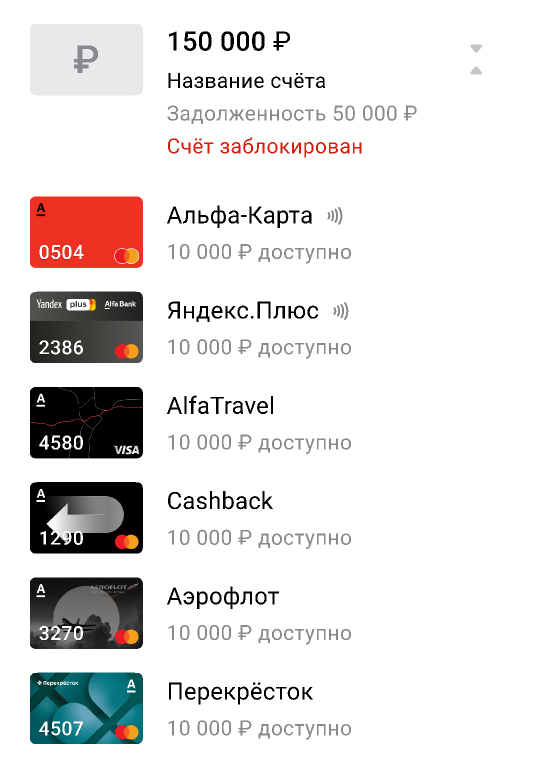 ₽
150 000 ₽
Название счёта
Задолженность 50 000 ₽
Счёт заблокирован
А
0504
Альфа-Карта
10 000 ₽ доступно
Yandex plus Alfa Bank
2386
Яндекс.Плюс
10 000 ₽ доступно
А
4580
VISA
AlfaTravel
10 000 ₽ доступно
А
1290
Cashback
10 000 ₽ доступно
А
AEROFLOT
3270
Аэрофлот
10 000 ₽ доступно
Перекрёсток
А
4507
Перекрёсток
10 000 ₽ доступно